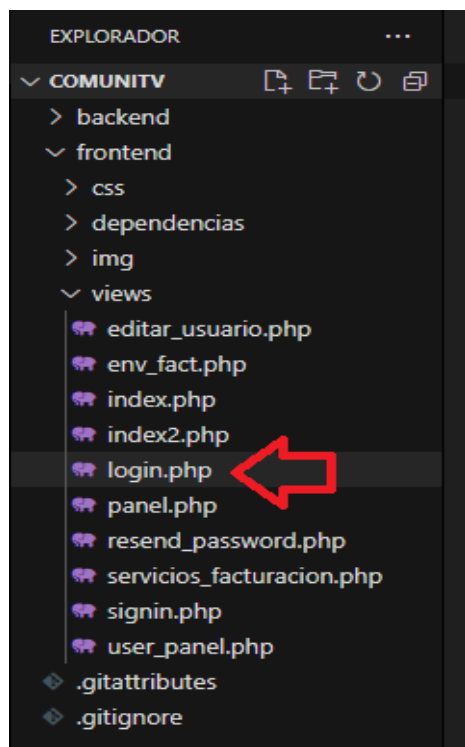 EXPLORADOR
COMUNITV
backend
frontend
css
dependencias
img
views
editar_usuario.php
env_fact.php
index.php
index2.php
login.php
panel.php
resend_password.php
servicios_facturacion.php
signin.php
user_panel.php
.gitattributes
.gitignore